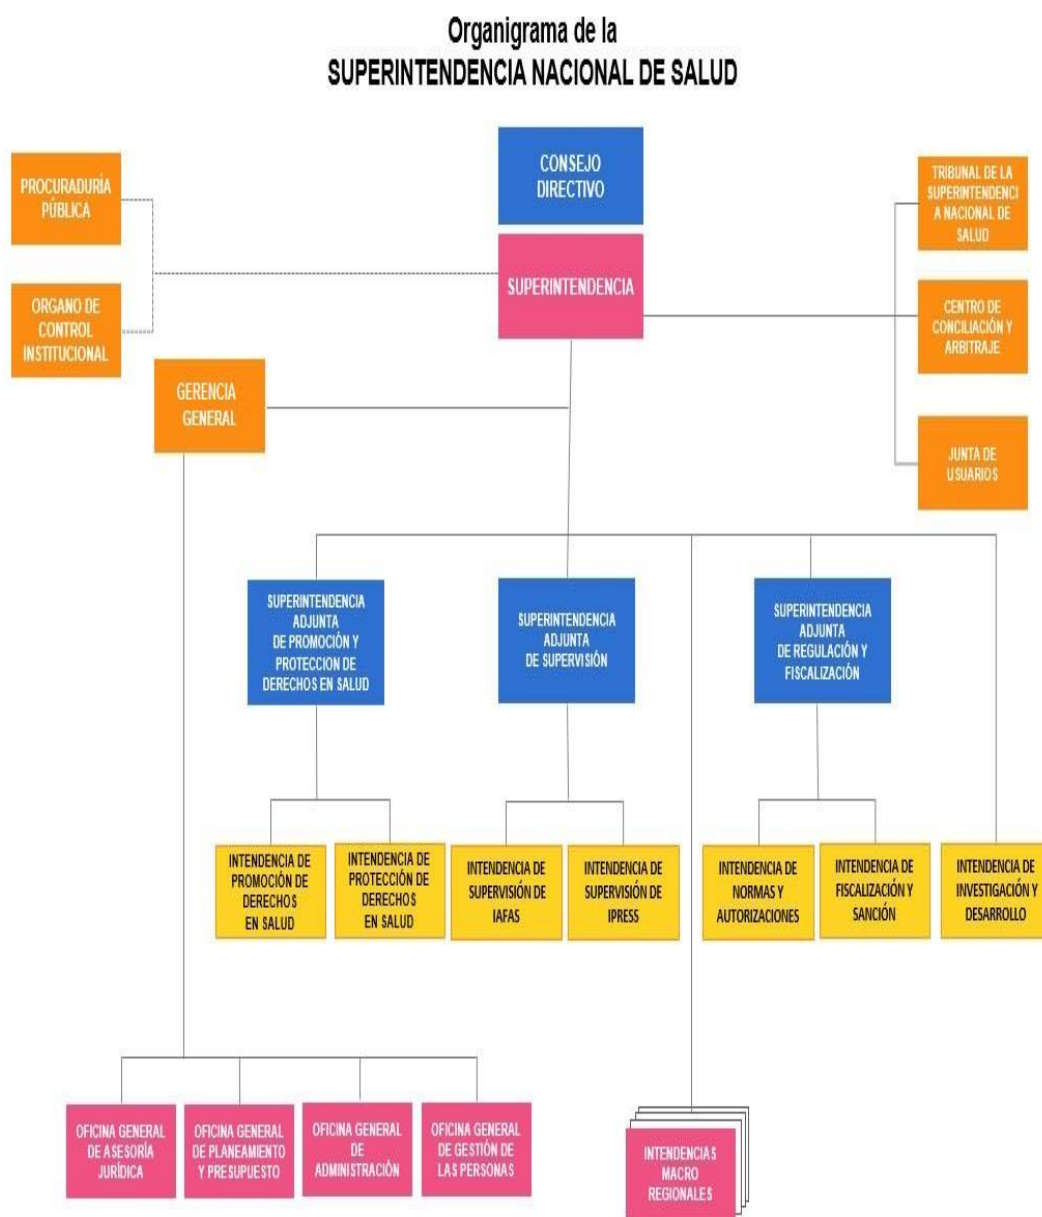 Organigrama de la
SUPERINTENDENCIA NACIONAL DE SALUD
CONSEJO
DIRECTIVO
PROCURADURÍA
PÚBLICA
TRIBUNAL DE LA
SUPERINTENDENCI
A NACIONAL DE
SALUD
SUPERINTENDENCIA
ORGANO DE
CONTROL
INSTITUCIONAL
CENTRO DE
CONCILIACIÓN Y
ARBITRAJE
GERENCIA
GENERAL
JUNTA DE
USUARIOS
SUPERINTENDENCIA
ADJUNTA
DE PROMOCIÓN Y
PROTECCION DE
DERECHOS EN SALUD
SUPERINTENDENCIA
ADJUNTA
DE SUPERVISIÓN
SUPERINTENDENCIA
ADJUNTA
DE REGULACIÓN Y
FISCALIZACIÓN
INTENDENCIA DE
PROMOCIÓN DE
DERECHOS
EN SALUD
INTENDENCIA DE
PROTECCIÓN DE
DERECHOS
EN SALUD
INTENDENCIA DE
SUPERVISIÓN DE
IAFAS
INTENDENCIA DE
SUPERVISIÓN DE
IPRESS
INTENDENCIA DE
NORMAS Y
AUTORIZACIONES
INTENDENCIA DE
FISCALIZACIÓN Y
SANCIÓN
INTENDENCIA DE
INVESTIGACIÓN Y
DESARROLLO
OFICINA GENERAL
DE ASESORÍA
JURÍDICA
OFICINA GENERAL
DE PLANEAMIENTO
Y PRESUPUESTO
OFICINA GENERAL
DE
ADMINISTRACIÓN
OFICINA GENERAL
DE GESTIÓN DE
LAS PERSONAS
INTENDENCIAS
MACRO
REGIONALES